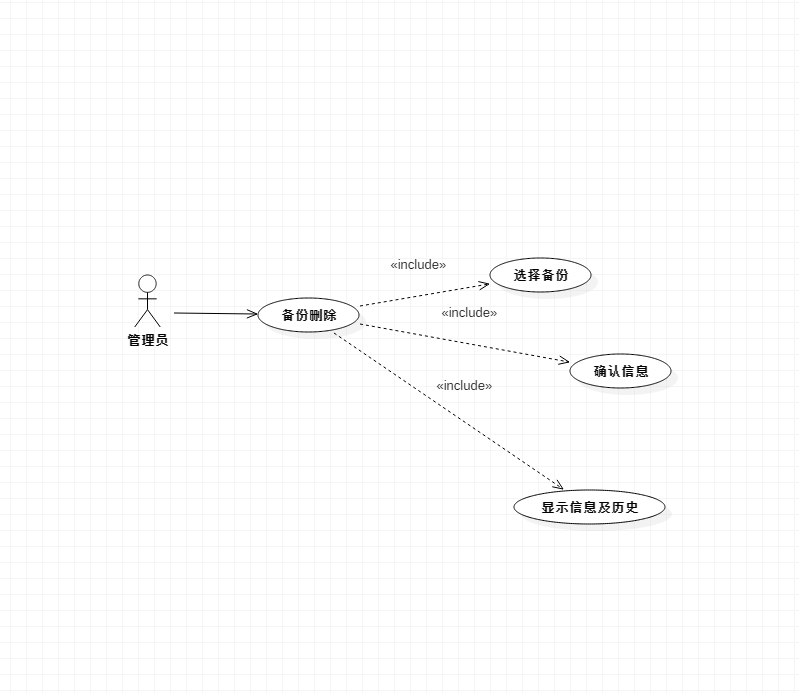 «include»
选择备份
管理员
备份删除
«include»
确认信息
«include»
显示信息及历史